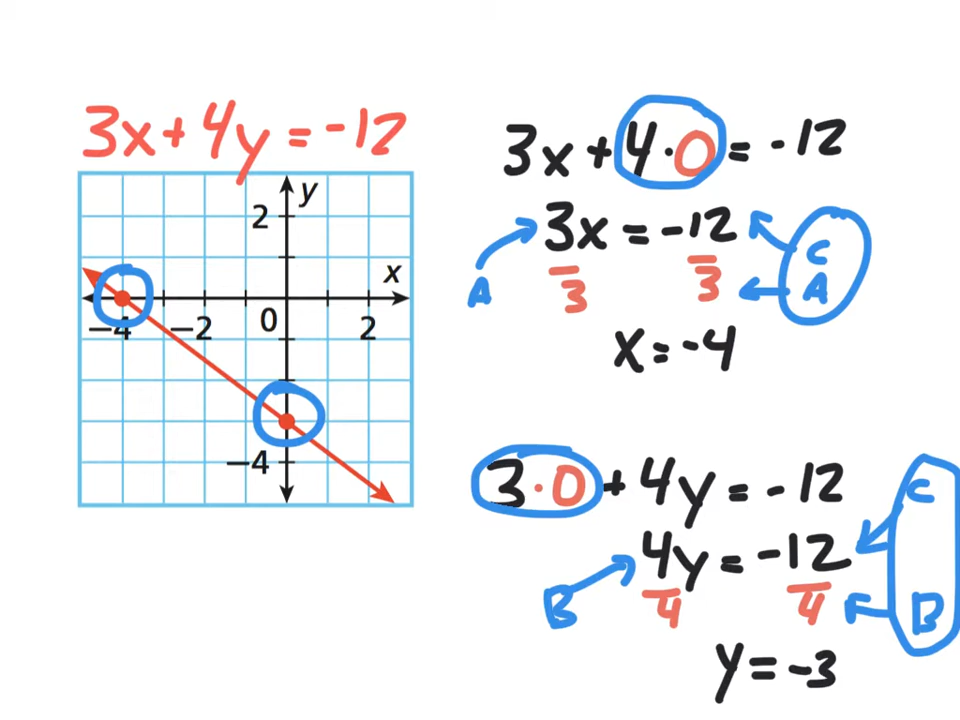 3x + 4y = -12
y
2
x
-4 -2 0 2
-4
3x + 4·0 = -12
3x = -12
A
3
3
C
A
x = -4
3·0 + 4y = -12
C
4y = -12
B
4
4
B
y = -3